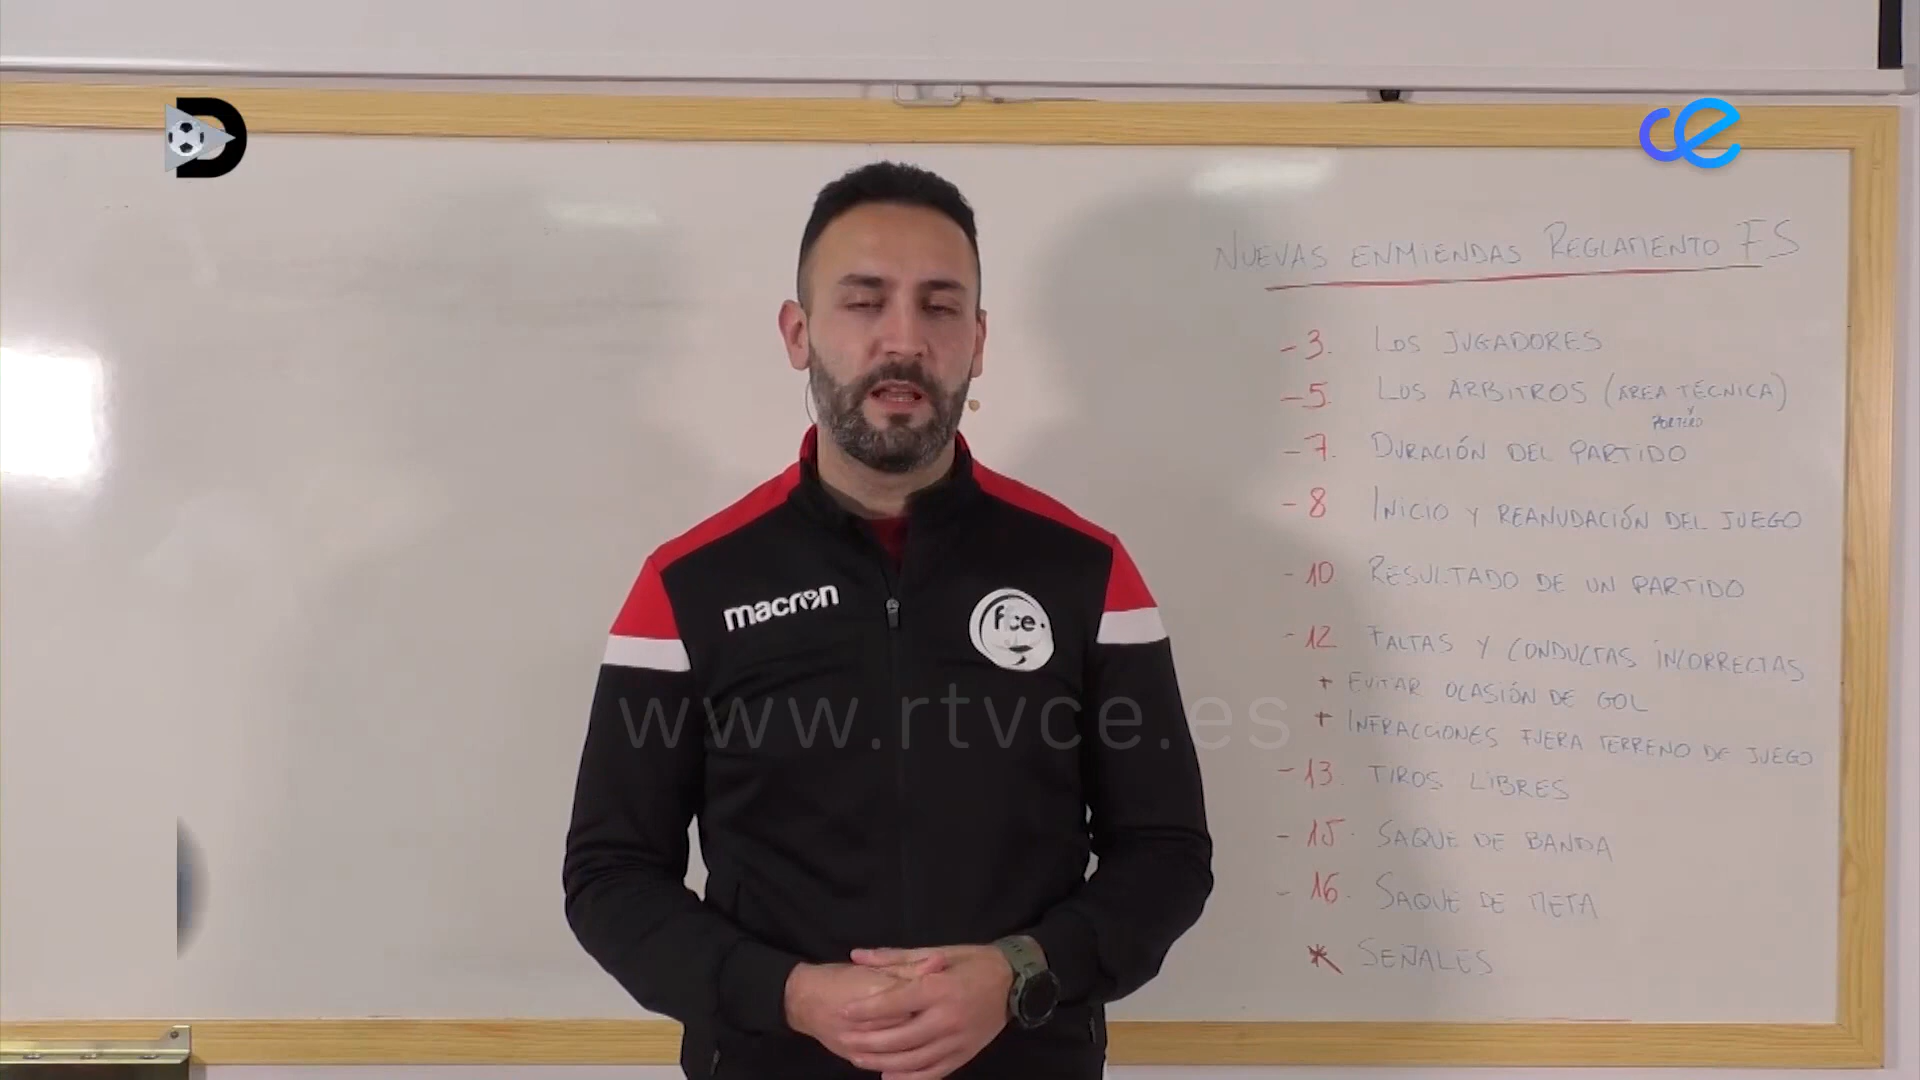 NUEVAS ENMIENDAS REGLAMENTO FS
- 3. LOS JUGADORES
- 5 LOS ÁRBITROS (ÁREA TÉCNICA)
Y
PORTERO
- 7. DURACIÓN DEL PARTIDO
- 8 INICIO Y REANUDACIÓN DEL JUEGO
- 10 RESULTADO DE UN PARTIDO
- 12 FALTAS Y CONDUCTAS INCORRECTAS
+ EVITAR OCASIÓN DE GOL
+ INFRACCIONES FUERA TERRENO DE JUEGO
- 13. TIROS LIBRES
- 15. SAQUE DE BANDA
- 16. SAQUE DE META
* SEÑALES
macron
ffce
www.rtvce.es
D
ce